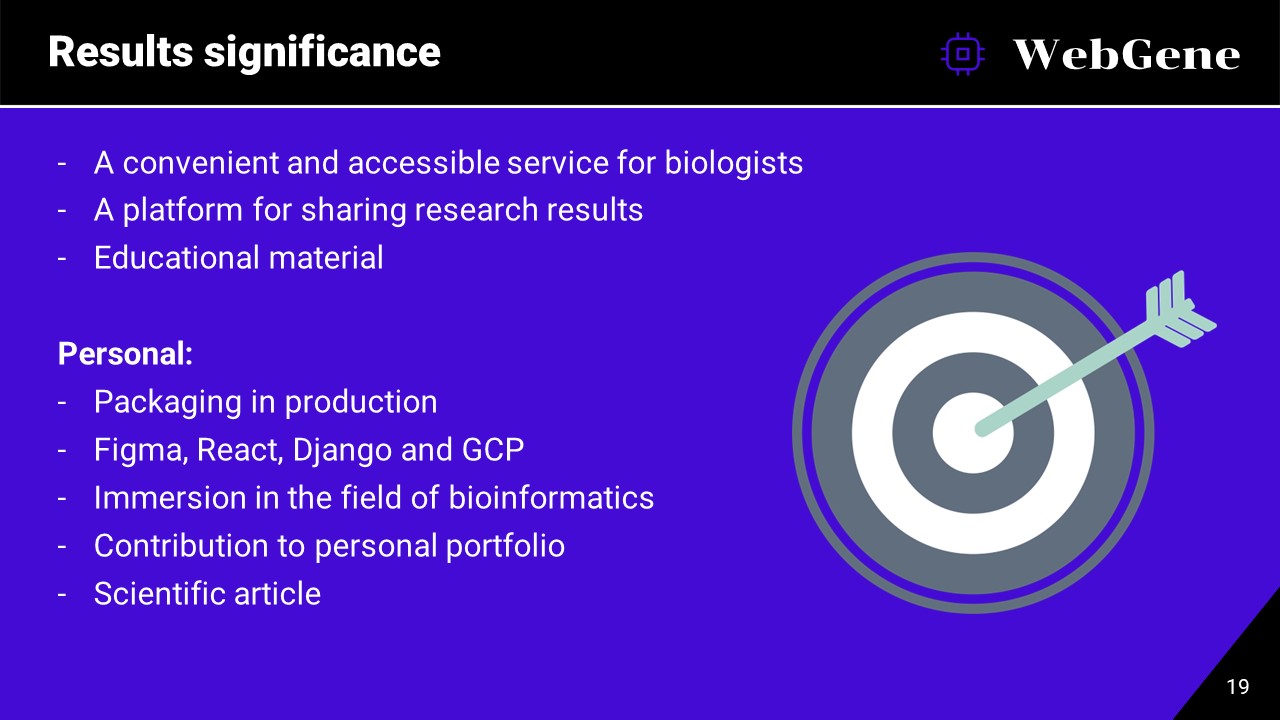 Results significance
WebGene
- A convenient and accessible service for biologists
- A platform for sharing research results
- Educational material
Personal:
- Packaging in production
- Figma, React, Django and GCP
- Immersion in the field of bioinformatics
- Contribution to personal portfolio
- Scientific article
19